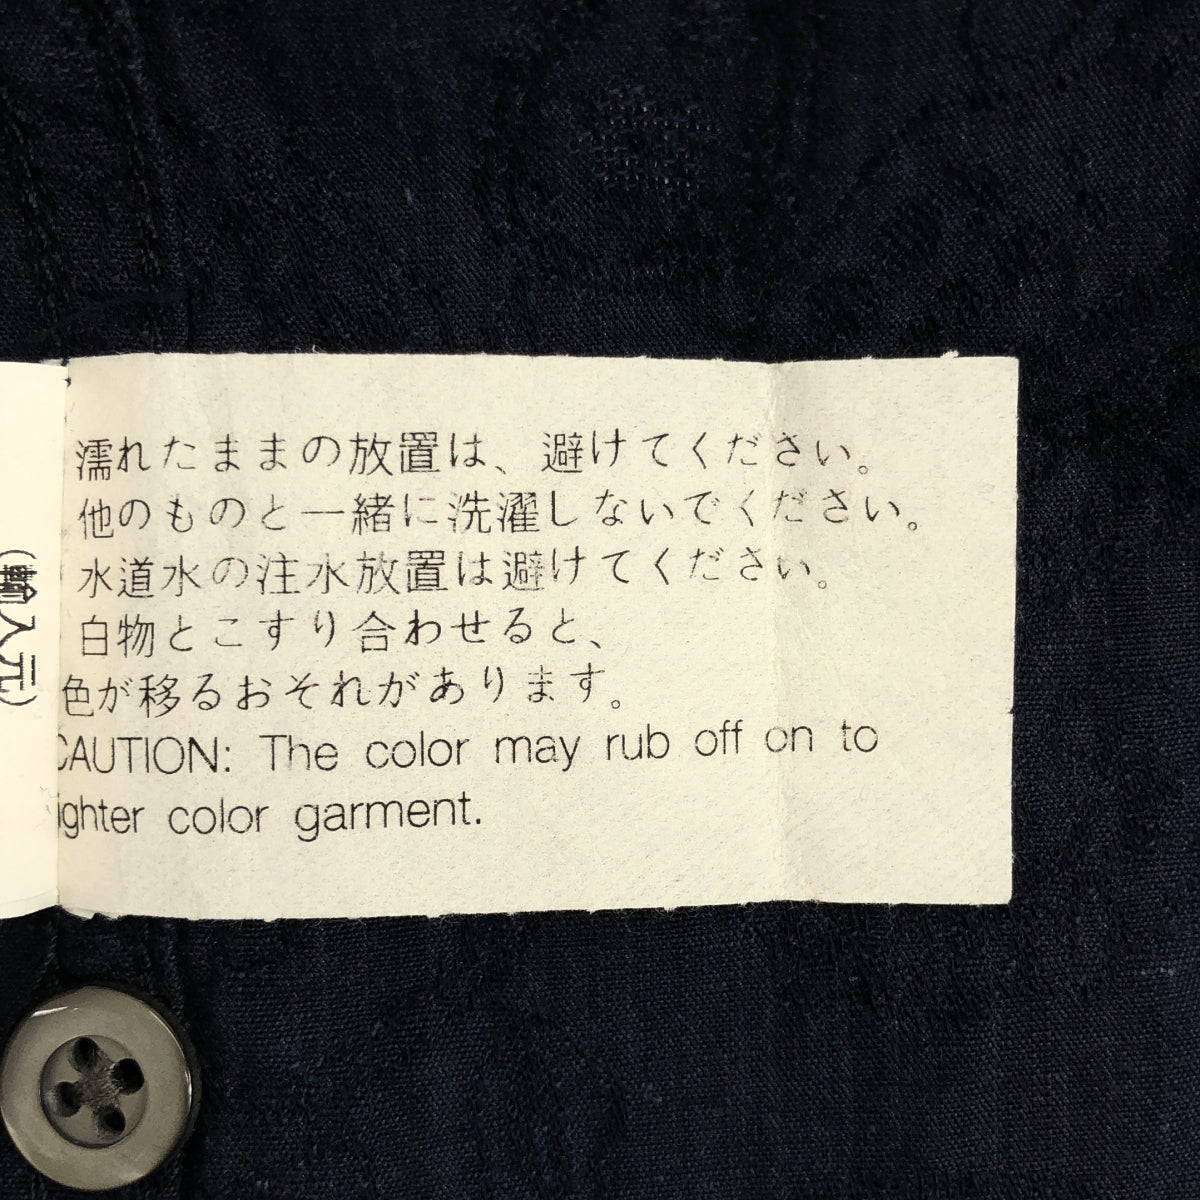 濡れたままの放置は、避けてください。
他のものと一緒に洗濯しないでください。
水道水の注水放置は避けてください。
白物とこすり合わせると、
色が移るおそれがあります。
CAUTION: The color may rub off on to
ighter color garment.
(輸入元)